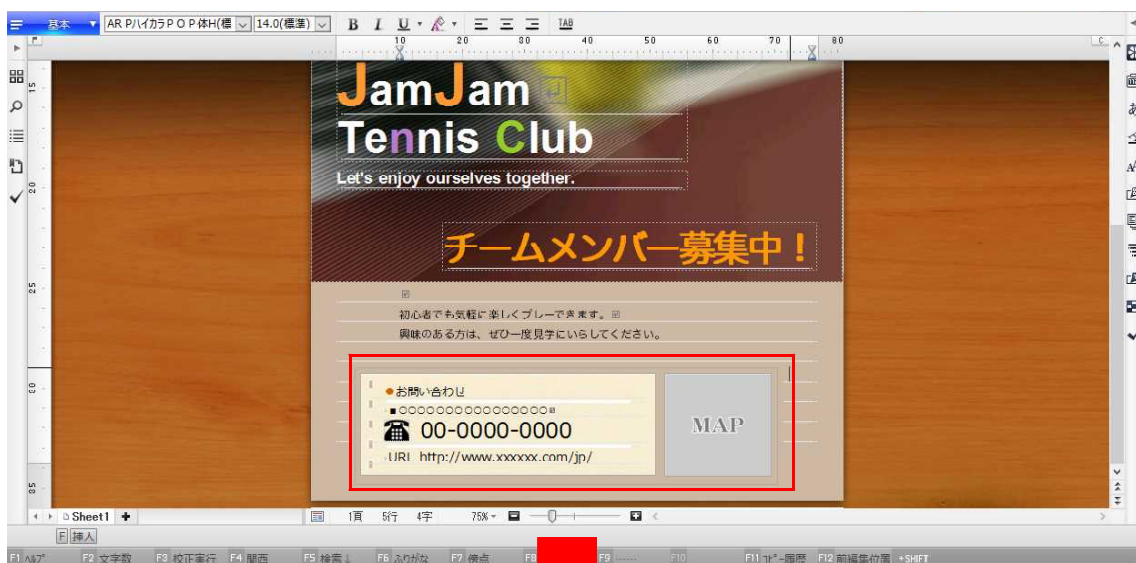 基本 AR PハイカラPOP体H(標 14.0(標準) B I U TAB
10 20 30 40 50 60 70 80
JamJam
Tennis Club
Let's enjoy ourselves together.
チームメンバー募集中！
初心者でも気軽に楽しくプレーできます。
興味のある方は、ぜひ一度見学にいらしてください。
●お問い合わせ
■○○○○○○○○○○○○○○○○
☎ 00-0000-0000
MAP
URL http://www.xxxxxx.com/jp/
Sheet1
1頁 5行 4字 75%
F 挿入
F1 ﾍﾙﾌﾟ F2 文字数 F3 校正実行 F4 罫画 F5 検索↓ F6 ふりがな F7 傍点 F8 F9 ······ F10 F11 ｺﾋﾟｰ履歴 F12 前編集位置 +SHIFT